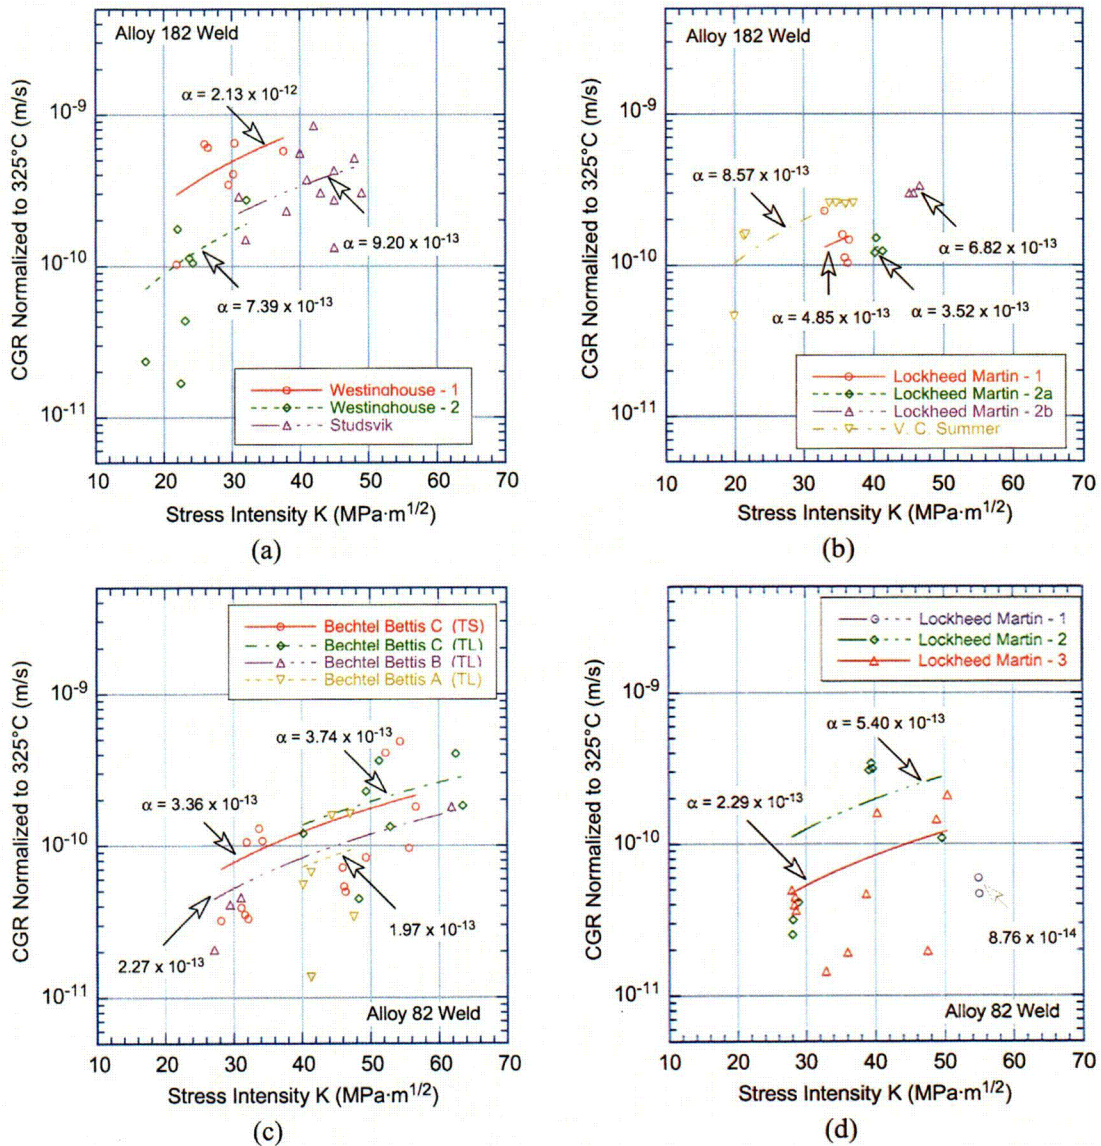 Alloy 182 Weld
CGR Normalized to 325°C (m/s)
10⁻⁹
10⁻¹⁰
10⁻¹¹
α = 2.13 x 10⁻¹²
α = 9.20 x 10⁻¹³
α = 7.39 x 10⁻¹³
Westinghouse - 1
Westinghouse - 2
Studsvik
10 20 30 40 50 60 70
Stress Intensity K (MPa·m¹/²)
(a)
Alloy 182 Weld
CGR Normalized to 325°C (m/s)
10⁻⁹
10⁻¹⁰
10⁻¹¹
α = 8.57 x 10⁻¹³
α = 6.82 x 10⁻¹³
α = 4.85 x 10⁻¹³
α = 3.52 x 10⁻¹³
Lockheed Martin - 1
Lockheed Martin - 2a
Lockheed Martin - 2b
V. C. Summer
10 20 30 40 50 60 70
Stress Intensity K (MPa·m¹/²)
(b)
CGR Normalized to 325°C (m/s)
10⁻⁹
10⁻¹⁰
10⁻¹¹
Bechtel Bettis C (TS)
Bechtel Bettis C (TL)
Bechtel Bettis B (TL)
Bechtel Bettis A (TL)
α = 3.74 x 10⁻¹³
α = 3.36 x 10⁻¹³
1.97 x 10⁻¹³
2.27 x 10⁻¹³
Alloy 82 Weld
10 20 30 40 50 60 70
Stress Intensity K (MPa·m¹/²)
(c)
CGR Normalized to 325°C (m/s)
10⁻⁹
10⁻¹⁰
10⁻¹¹
Lockheed Martin - 1
Lockheed Martin - 2
Lockheed Martin - 3
α = 5.40 x 10⁻¹³
α = 2.29 x 10⁻¹³
8.76 x 10⁻¹⁴
Alloy 82 Weld
10 20 30 40 50 60 70
Stress Intensity K (MPa·m¹/²)
(d)